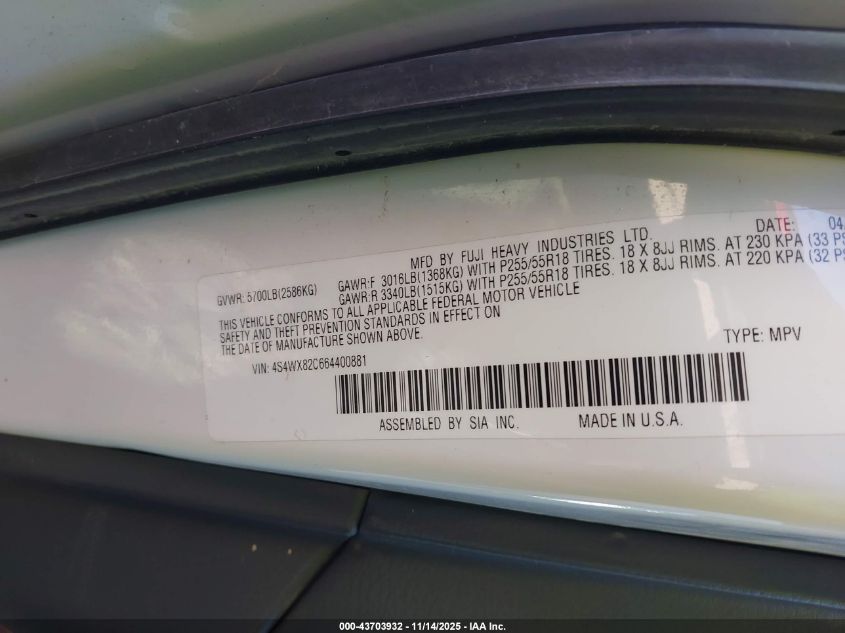 MFD BY FUJI HEAVY INDUSTRIES LTD. DATE: 04
GVWR: 5700LB(2586KG) GAWR:F 3016LB(1368KG) WITH P255/55R18 TIRES. 18 X 8JJ RIMS. AT 230 KPA (33 PS
GAWR:R 3340LB(1515KG) WITH P255/55R18 TIRES. 18 X 8JJ RIMS. AT 220 KPA (32 PS
THIS VEHICLE CONFORMS TO ALL APPLICABLE FEDERAL MOTOR VEHICLE
SAFETY AND THEFT PREVENTION STANDARDS IN EFFECT ON
THE DATE OF MANUFACTURE SHOWN ABOVE.
VIN: 4S4WX82C664400881 TYPE: MPV
ASSEMBLED BY SIA INC. MADE IN U.S.A.
000-43703932 - 11/14/2025 - IAA Inc.